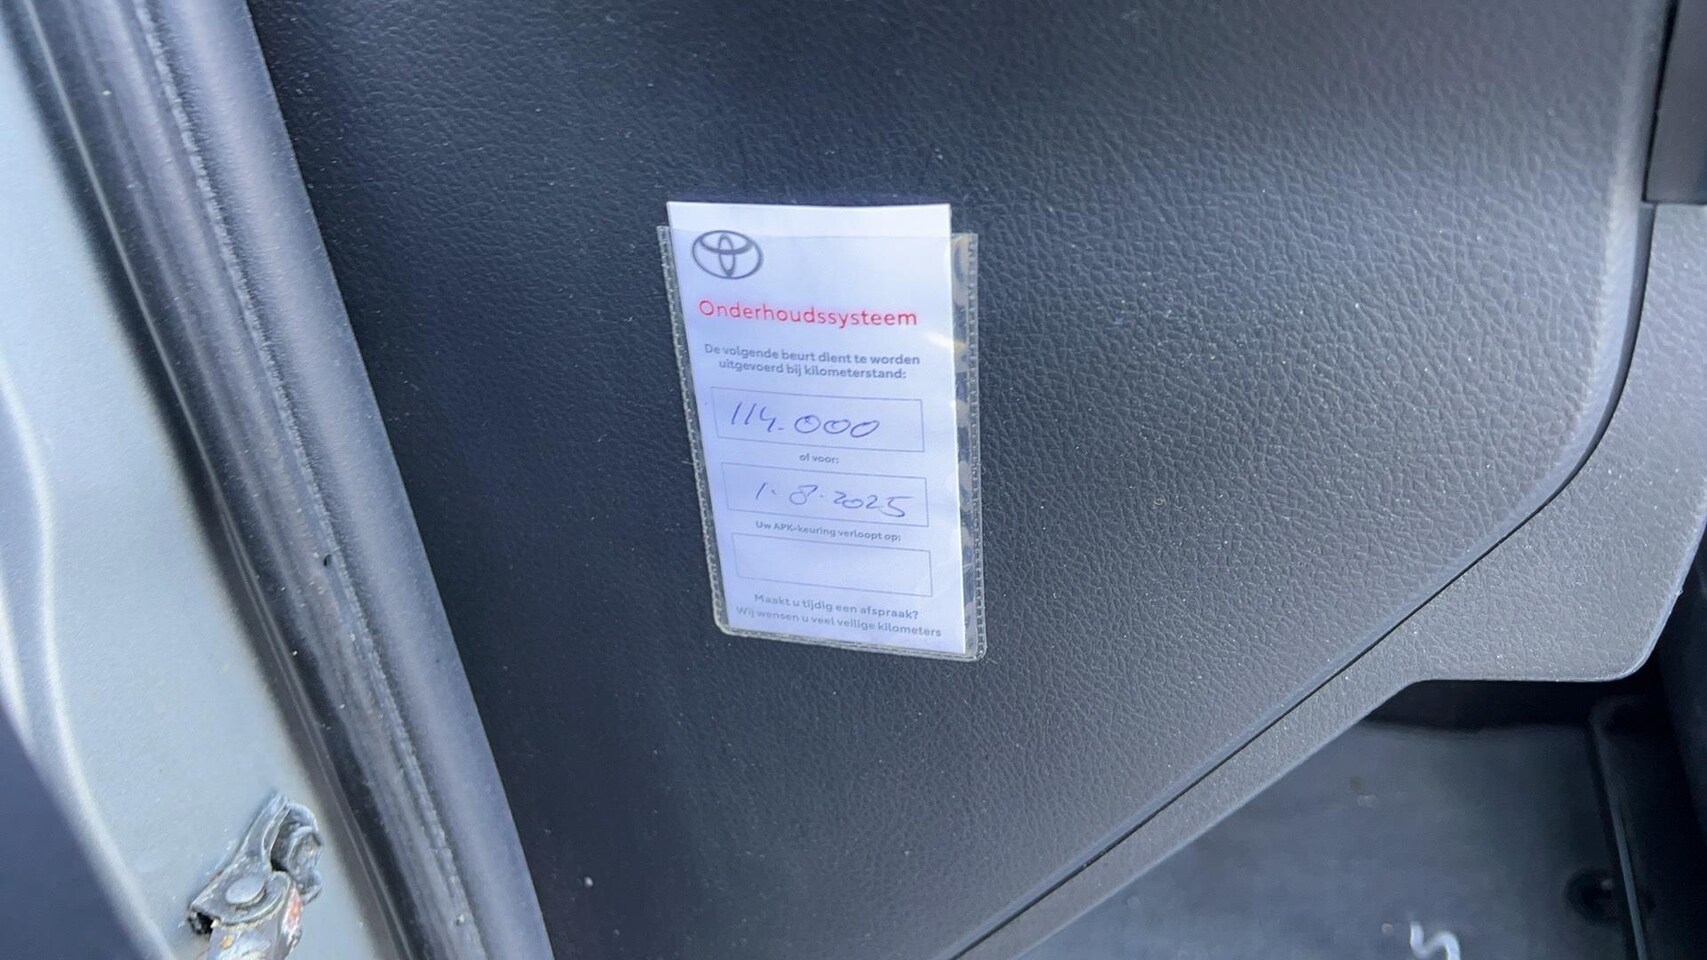 Onderhoudssysteem
De volgende beurt dient te worden
uitgevoerd bij kilometerstand:
114.000
of voor:
1.8.2025
Uw APK-keuring verloopt op:
Maakt u tijdig een afspraak?
Wij wensen u veel veilige kilometers